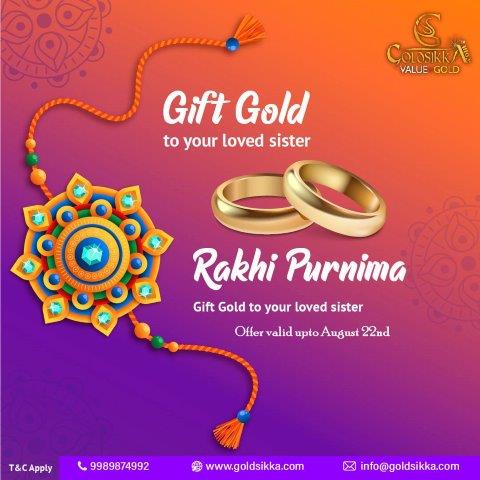 GOLDSIKKA
VALUE GOLD
Gift Gold
to your loved sister
Rakhi Purnima
Gift Gold to your loved sister
Offer valid upto August 22nd
T&C Apply
9989874992
www.goldsikka.com
info@goldsikka.com